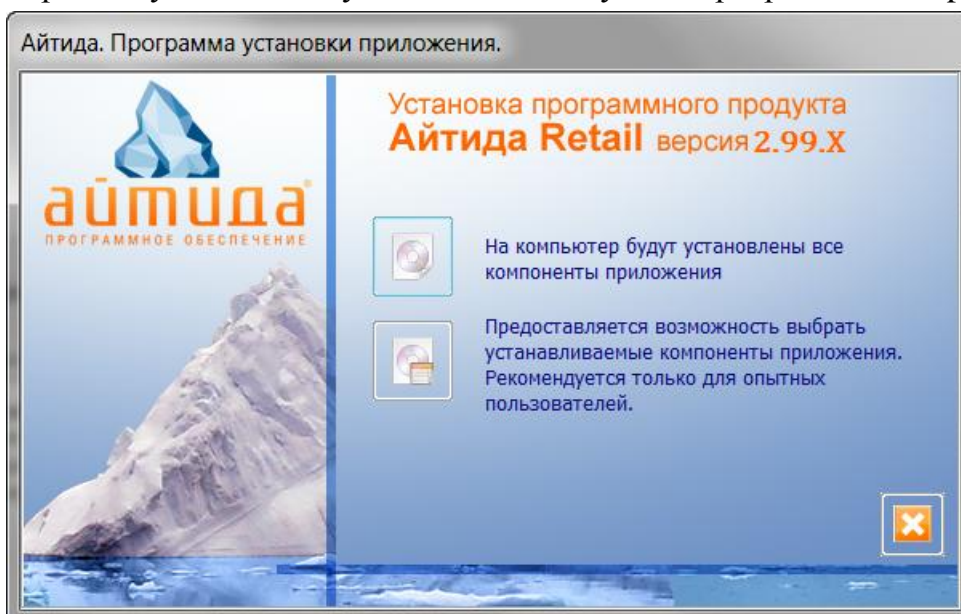 Айтида. Программа установки приложения.
айтида
ПРОГРАММНОЕ ОБЕСПЕЧЕНИЕ
Установка программного продукта
Айтида Retail версия 2.99.X
На компьютер будут установлены все
компоненты приложения
Предоставляется возможность выбрать
устанавливаемые компоненты приложения.
Рекомендуется только для опытных
пользователей.